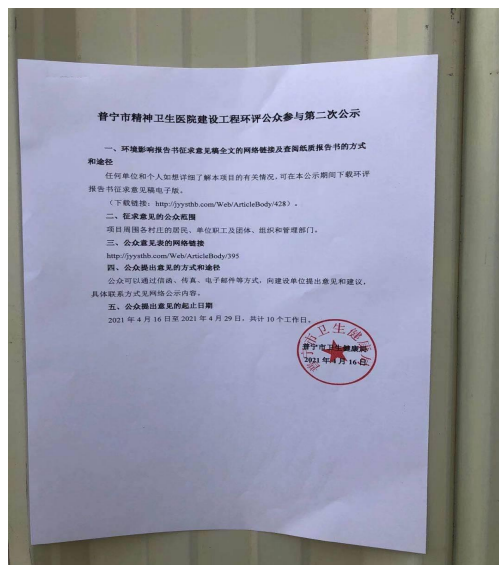 普宁市精神卫生医院建设工程环评公众参与第二次公示
一、环境影响报告书征求意见稿全文的网络链接及查阅纸质报告书的方式
和途径
任何单位和个人如想详细了解本项目的有关情况,可在本公示期间下载环评
报告书征求意见稿电子版。
(下载链接:http://jyysthb.com/Web/ArticleBody/428)。
二、征求意见的公众范围
项目周围各村庄的居民、单位职工及团体、组织和管理部门。
三、公众意见表的网络链接
http://jyysthb.com/Web/ArticleBody/395
四、公众提出意见的方式和途径
公众可以通过信函、传真、电子邮件等方式,向建设单位提出意见和建议,
具体联系方式见网络公示内容。
五、公众提出意见的起止日期
2021 年 4 月 16 日至 2021 年 4 月 29 日,共计 10 个工作日。
普宁市卫生健康局
2021 年 4 月 16 日
普宁市卫生健康局